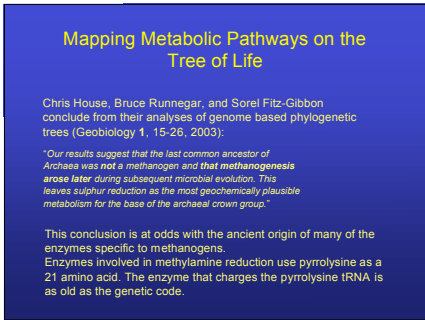 Mapping Metabolic Pathways on the
Tree of Life
Chris House, Bruce Runnegar, and Sorel Fitz-Gibbon
conclude from their analyses of genome based phylogenetic
trees (Geobiology 1, 15-26, 2003):
“Our results suggest that the last common ancestor of
Archaea was not a methanogen and that methanogenesis
arose later during subsequent microbial evolution. This
leaves sulphur reduction as the most geochemically plausible
metabolism for the base of the archaeal crown group.”
This conclusion is at odds with the ancient origin of many of the
enzymes specific to methanogens.
Enzymes involved in methylamine reduction use pyrrolysine as a
21 amino acid. The enzyme that charges the pyrrolysine tRNA is
as old as the genetic code.